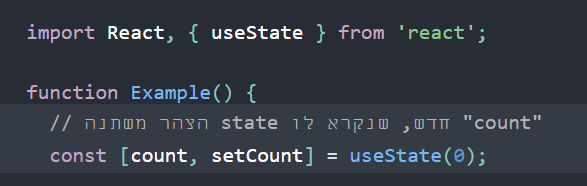 import React, { useState } from 'react';
function Example() {
// הצהר משתנה state חדש, שנקרא לו "count"
const [count, setCount] = useState(0);